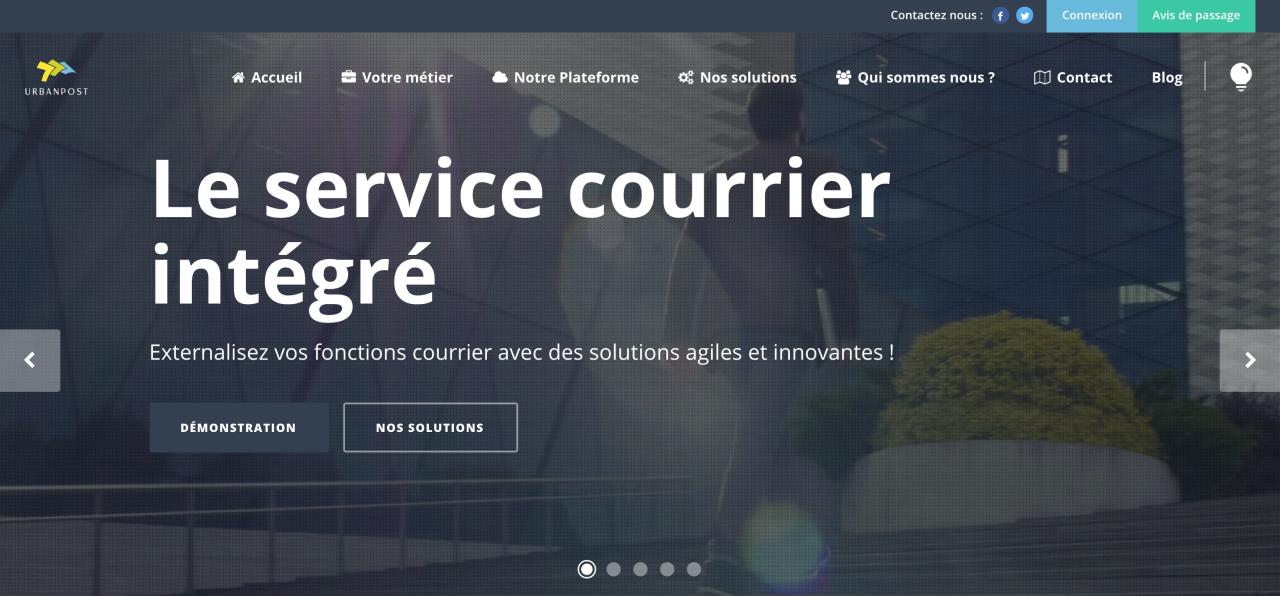 Contactez nous :
Connexion
Avis de passage
URBANPOST
Accueil
Votre métier
Notre Plateforme
Nos solutions
Qui sommes nous ?
Contact
Blog
Le service courrier
intégré
Externalisez vos fonctions courrier avec des solutions agiles et innovantes !
DÉMONSTRATION
NOS SOLUTIONS